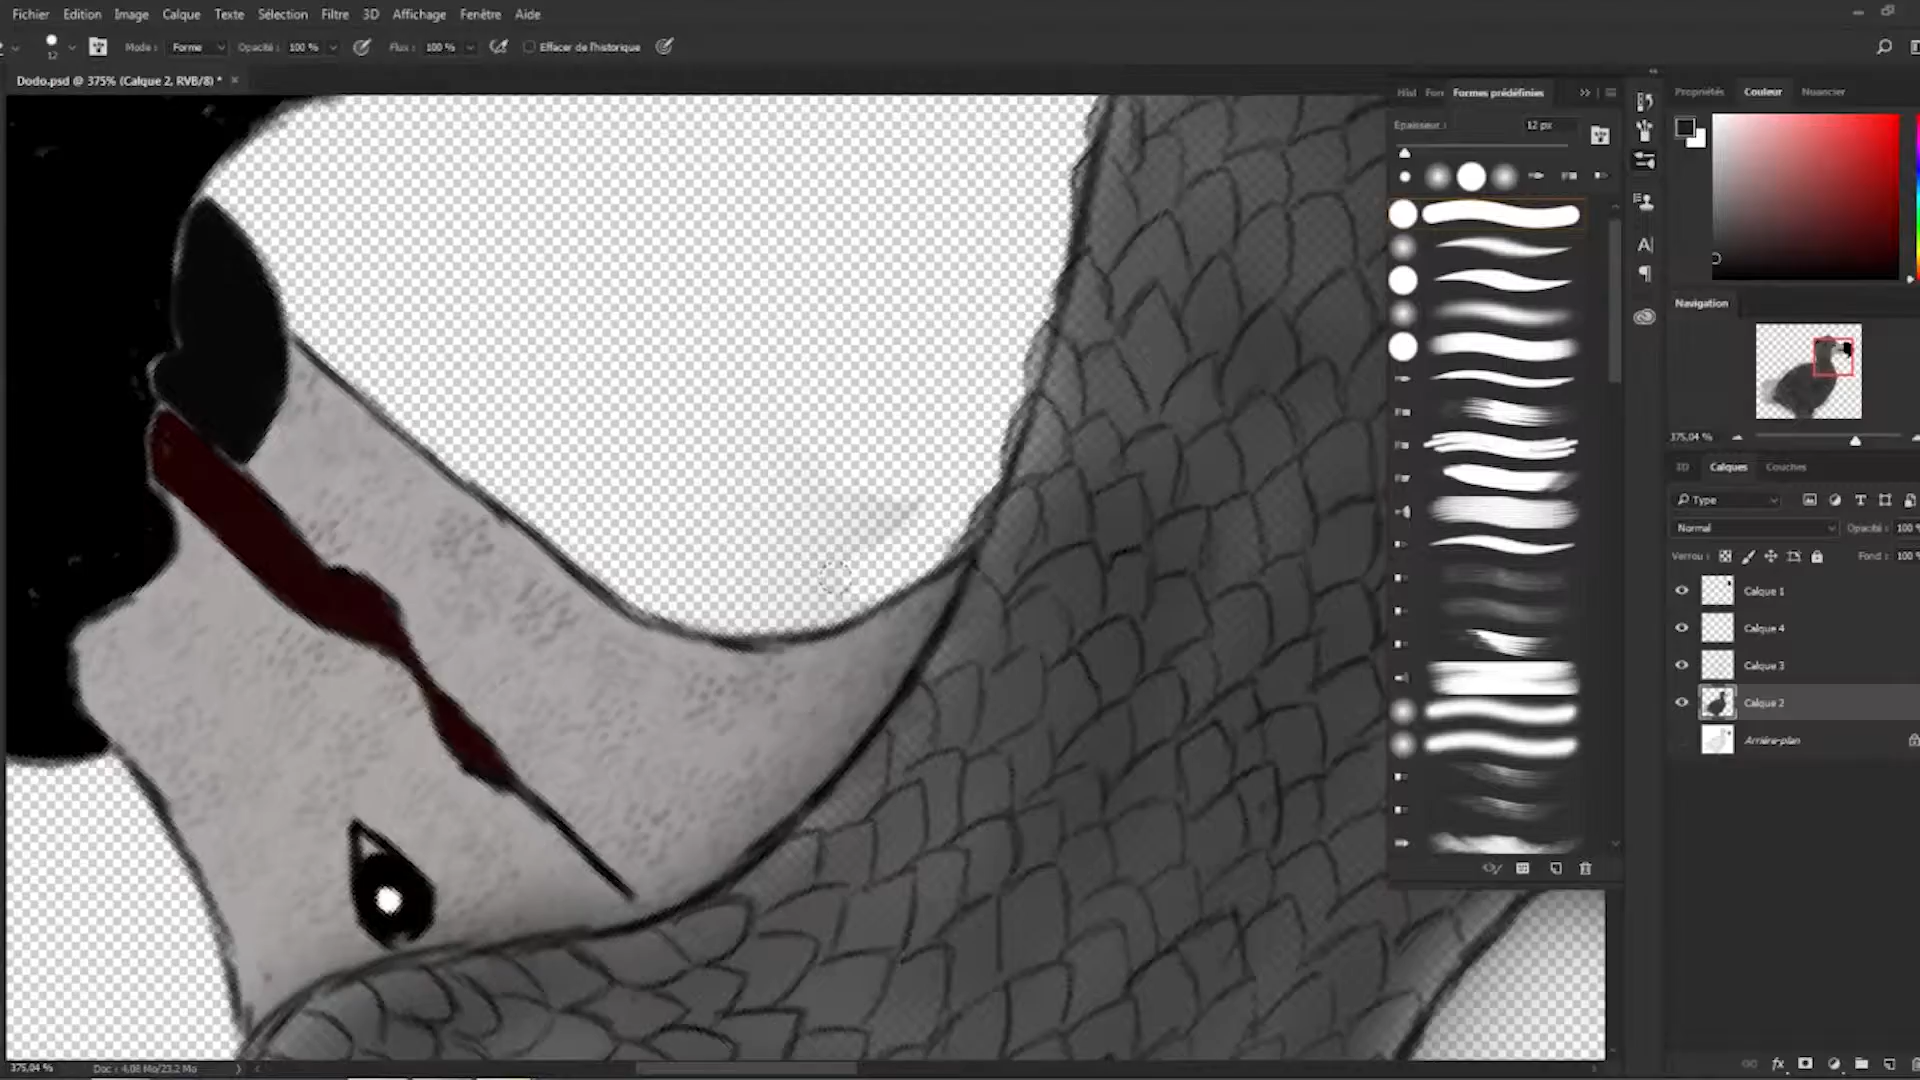 Fichier Edition Image Calque Texte Sélection Filtre 3D Affichage Fenêtre Aide
12 Mode : Forme Opacité : 100 % Flux : 100 % Effacer de l'historique
Dodo.psd @ 375% (Calque 2, RVB/8) *
Hist Forn Formes prédéfinies
Epaisseur : 12 px
Propriétés Couleur Nuancier
Navigation
375,04 %
3D Calques Couches
Type
Normal Opacité : 100 %
Verrou : Fond : 100 %
Calque 1
Calque 4
Calque 3
Calque 2
Arrière-plan
375,04 % Doc : 4,08 Mo/23,2 Mo